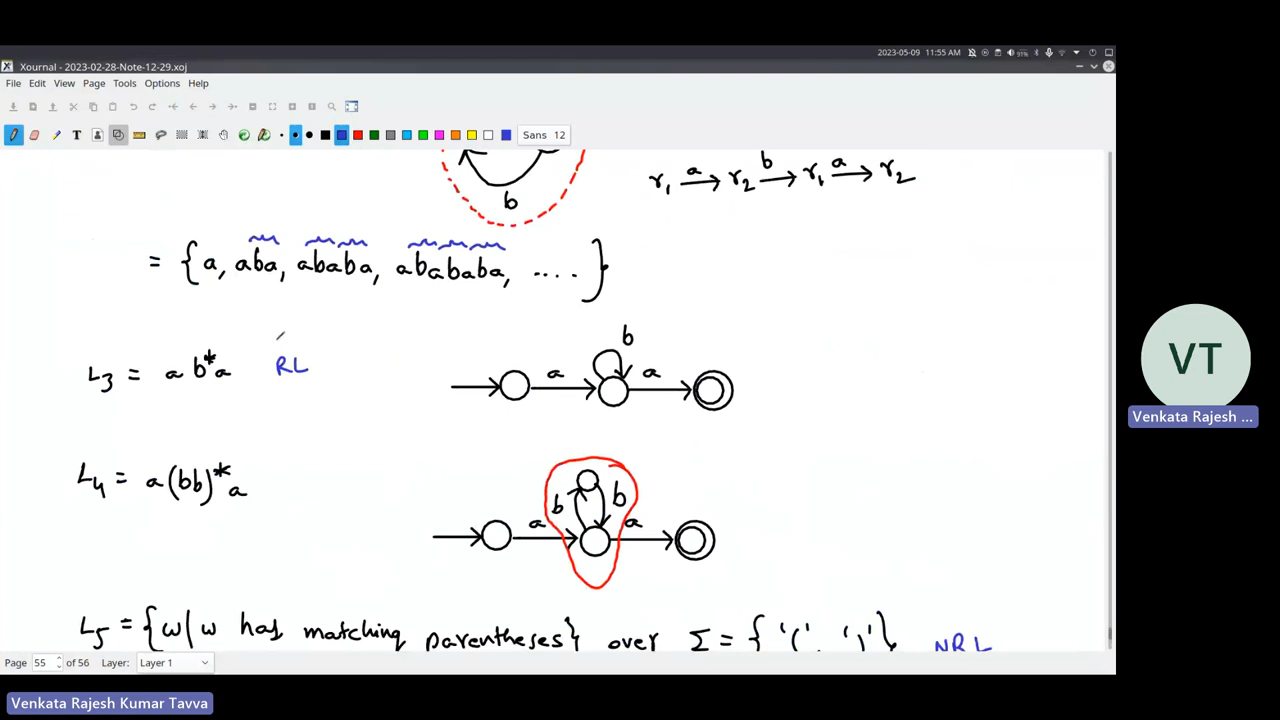 2023-05-09 11:55 AM
Xournal - 2023-02-28-Note-12-29.xoj
File Edit View Page Tools Options Help
Sans 12
b
r₁ a→ r₂ b→ r₁ a→ r₂
= {a, aba, ababa, abababa, ....}
L₃ = a b* a RL
a b a
L₄ = a(bb)* a
a b b a
L₅ = {w|w has matching parentheses} over Σ = {'(', ')'} NRL
Page 55 of 56 Layer: Layer 1
VT
Venkata Rajesh ...
Venkata Rajesh Kumar Tavva